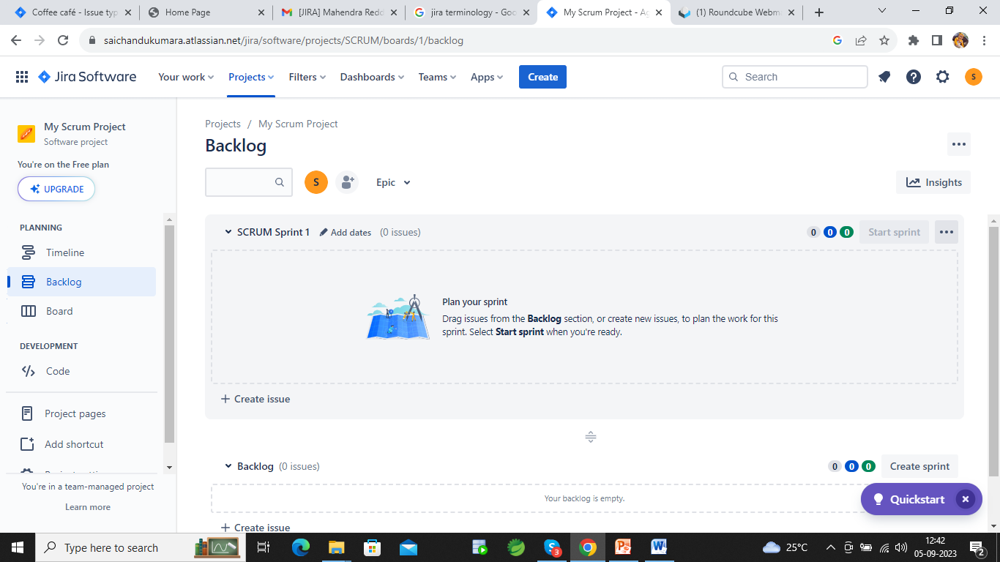 Coffee café - Issue typ
Home Page
[JIRA] Mahendra Redd
jira terminology - Goo
My Scrum Project - Ag
(1) Roundcube Webma
saichandukumara.atlassian.net/jira/software/projects/SCRUM/boards/1/backlog
Jira Software
Your work
Projects
Filters
Dashboards
Teams
Apps
Create
Search
S
My Scrum Project
Software project
You're on the Free plan
UPGRADE
PLANNING
Timeline
Backlog
Board
DEVELOPMENT
Code
Project pages
Add shortcut
You're in a team-managed project
Learn more
Projects / My Scrum Project
Backlog
S
Epic
Insights
SCRUM Sprint 1
Add dates
(0 issues)
0 0 0
Start sprint
Plan your sprint
Drag issues from the Backlog section, or create new issues, to plan the work for this
sprint. Select Start sprint when you're ready.
+ Create issue
Backlog (0 issues)
0 0 0
Create sprint
Your backlog is empty.
Quickstart
+ Create issue
Type here to search
3
25°C
12:42
05-09-2023
2